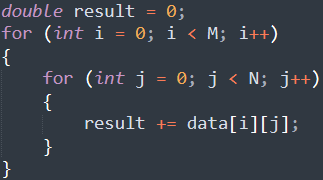 double result = 0;
for (int i = 0; i < M; i++)
{
    for (int j = 0; j < N; j++)
    {
        result += data[i][j];
    }
}